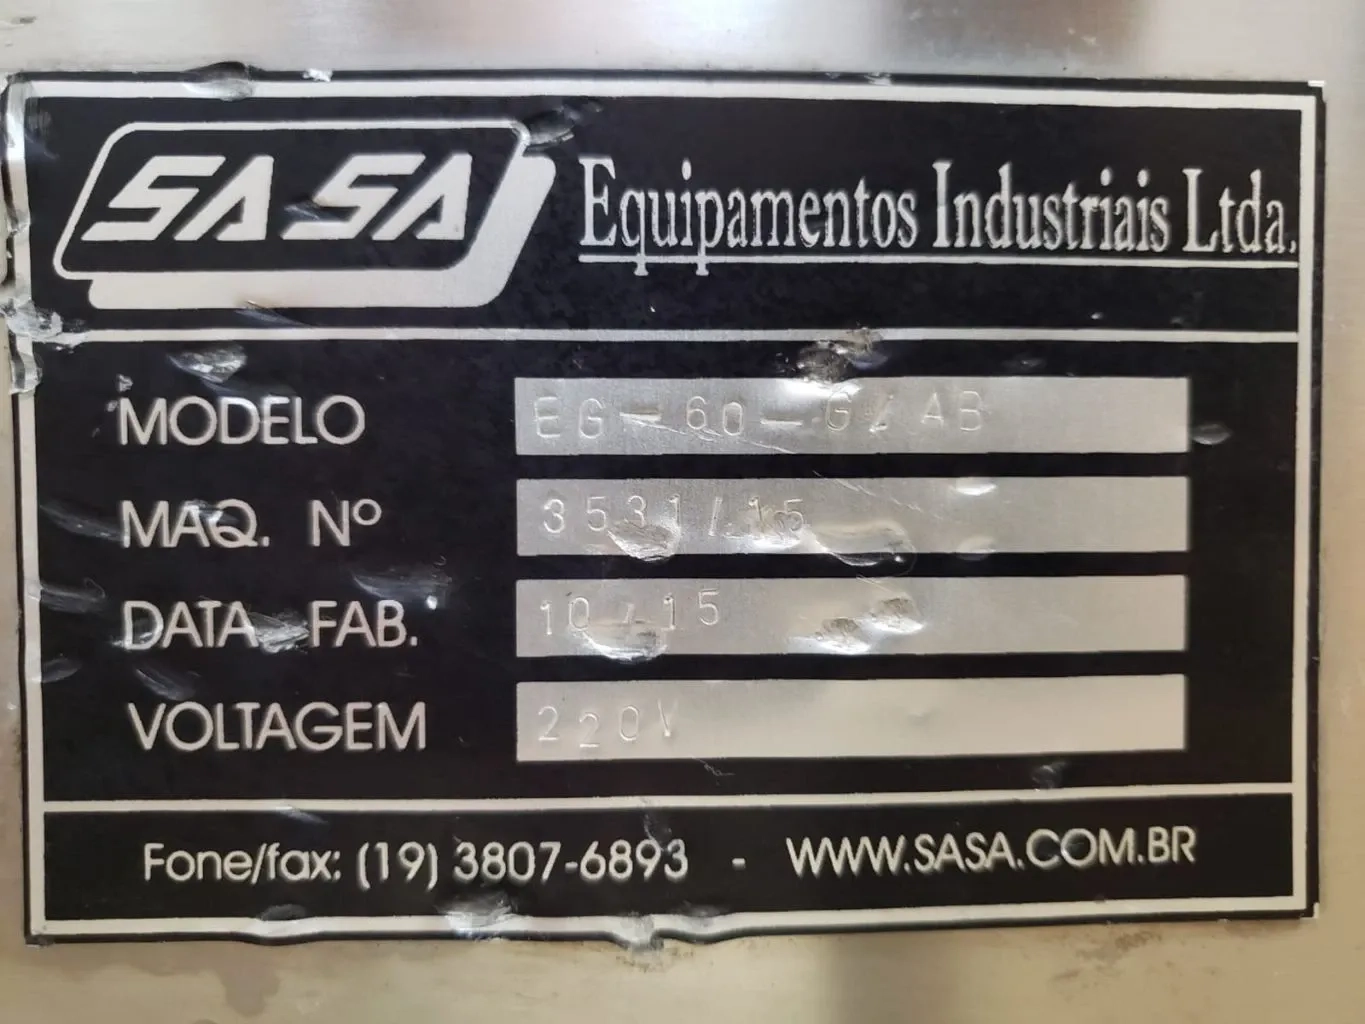 SASA Equipamentos Industriais Ltda.
MODELO EG-60-G/AB
MAQ. Nº 3531/15
DATA FAB. 10/15
VOLTAGEM 220V
Fone/fax: (19) 3807-6893 - WWW.SASA.COM.BR